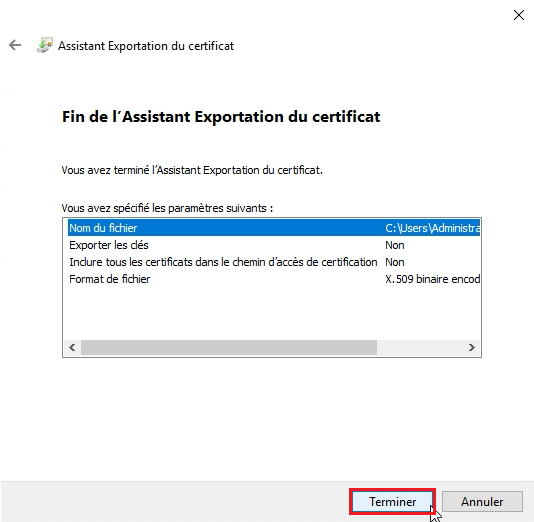 Assistant Exportation du certificat
Fin de l’Assistant Exportation du certificat
Vous avez terminé l’Assistant Exportation du certificat.
Vous avez spécifié les paramètres suivants :
Nom du fichier C:\Users\Administra
Exporter les clés Non
Inclure tous les certificats dans le chemin d’accès de certification Non
Format de fichier X.509 binaire encod
Terminer Annuler